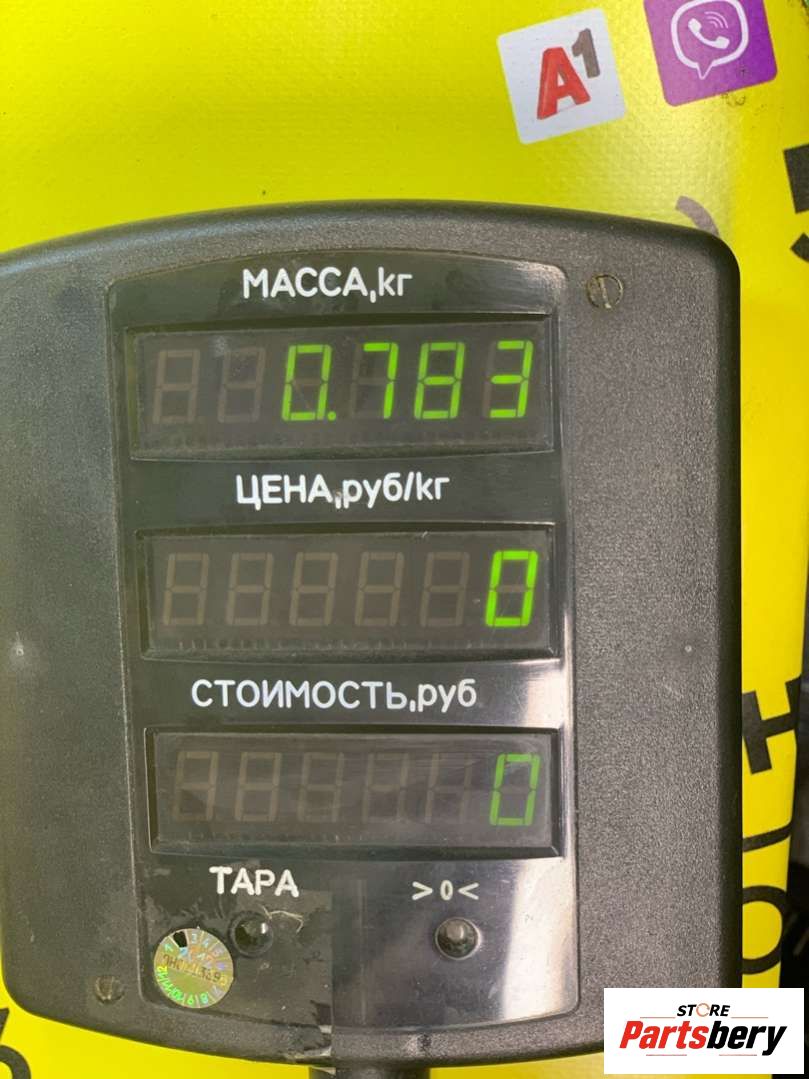 A1
МАССА,кг
0.783
ЦЕНА,руб/кг
0
СТОИМОСТЬ,руб
0
ТАРА >0<
STORE
Partsbery